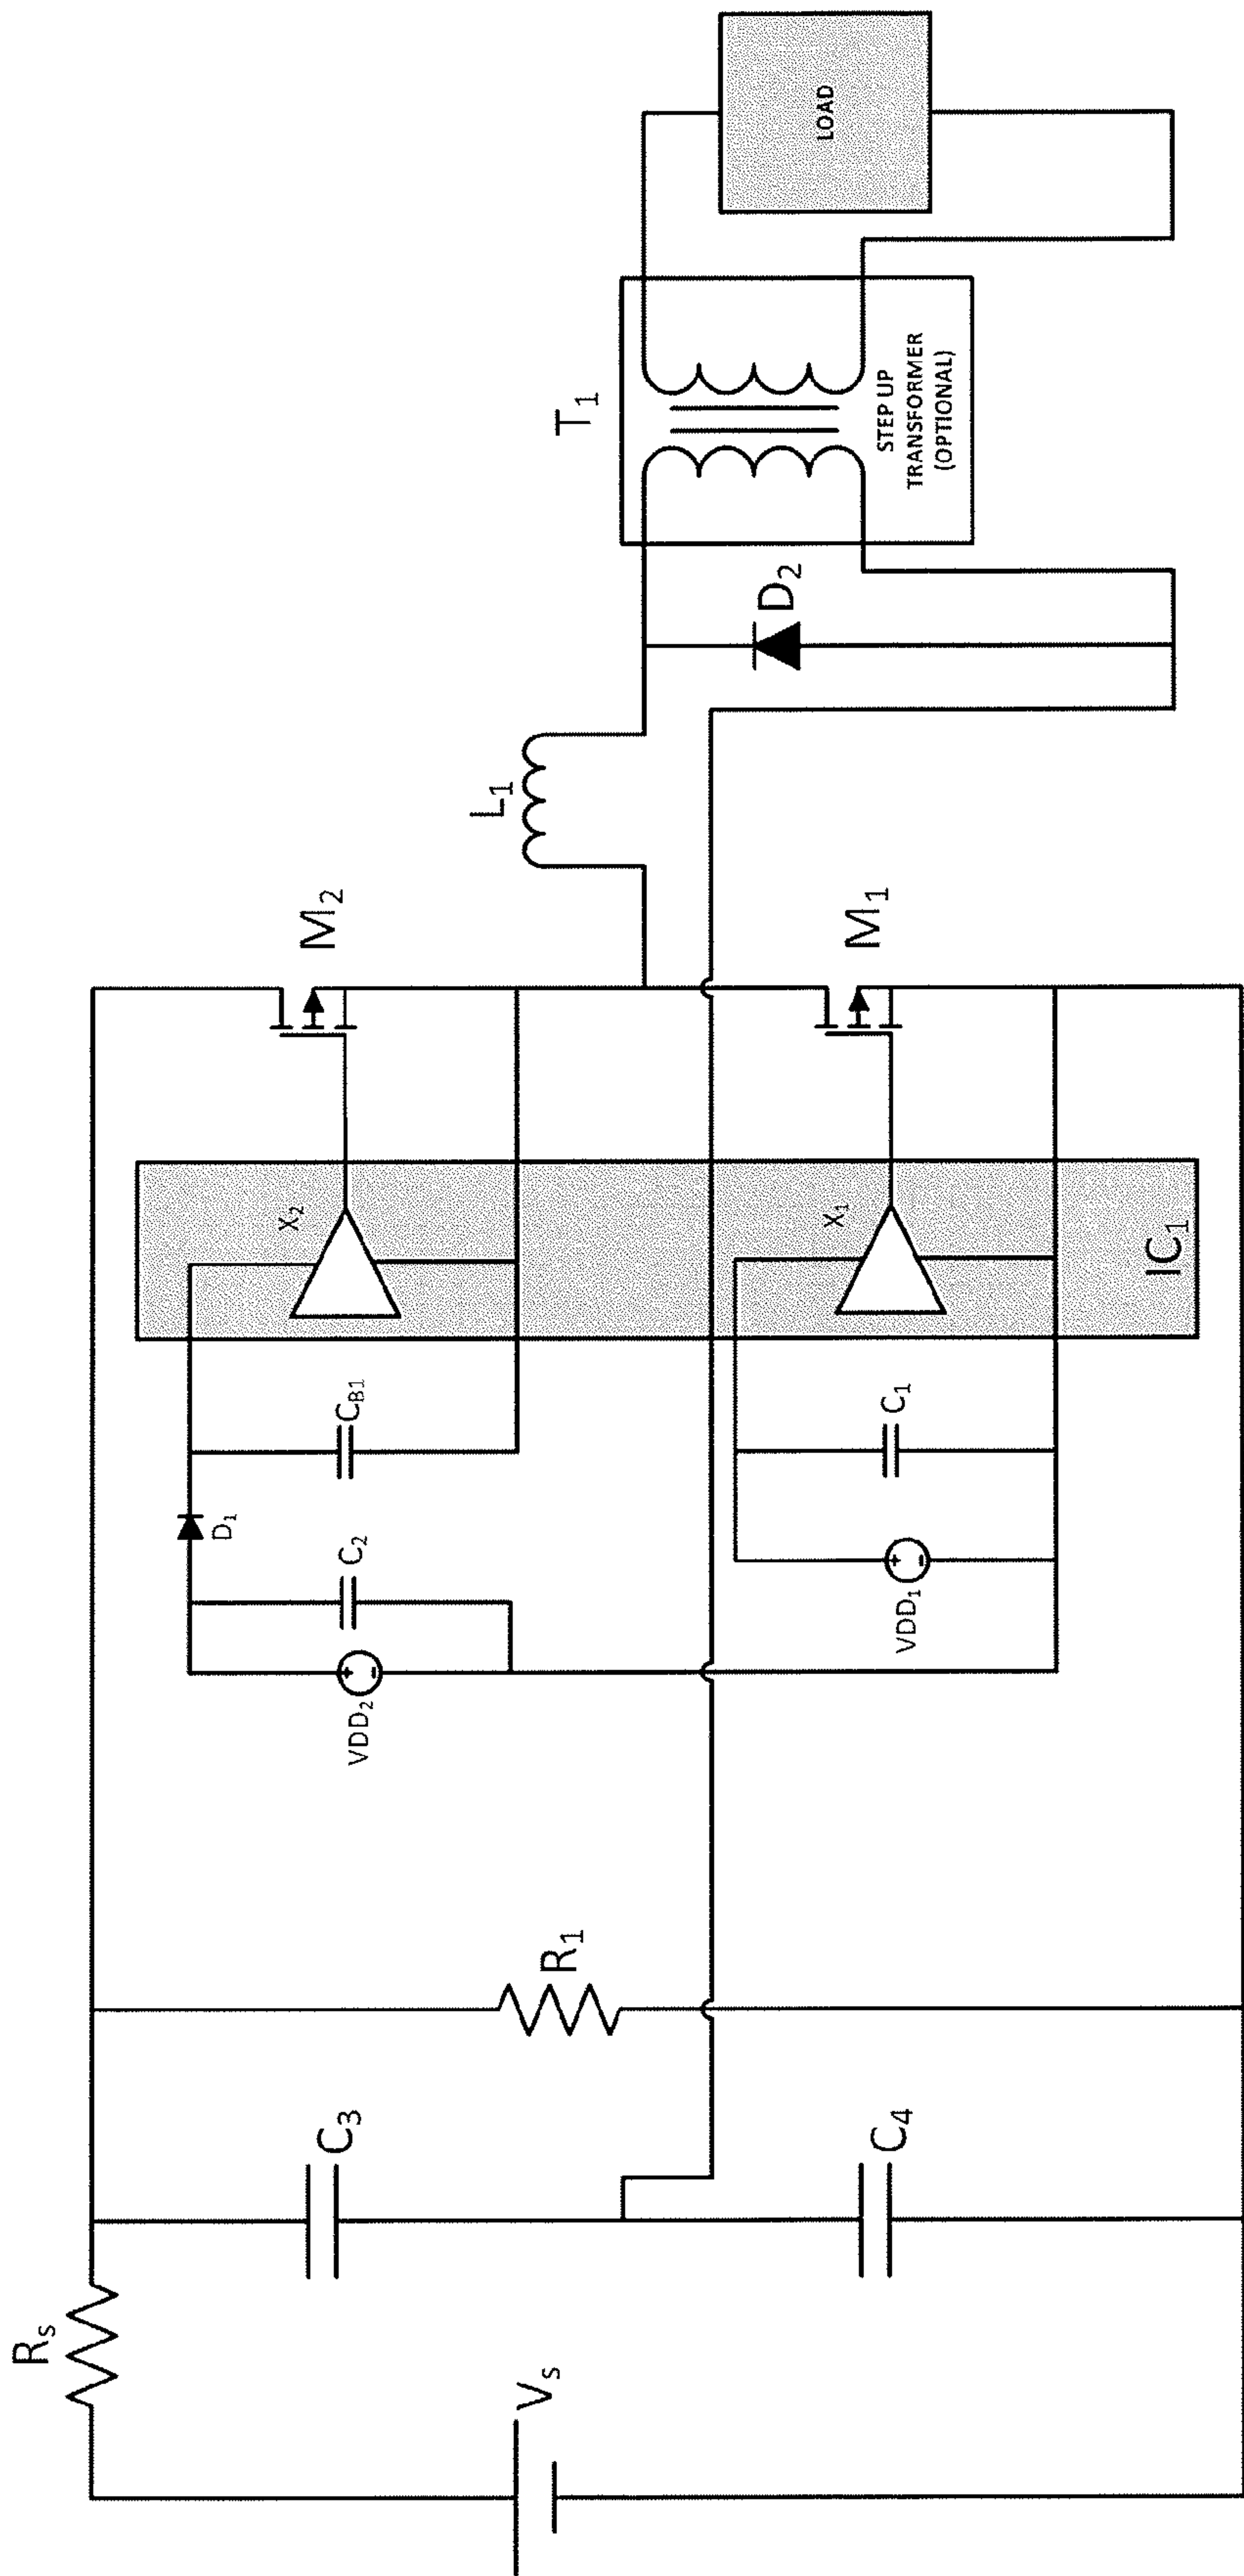 Rₛ
Vₛ
C₃
C₄
R₁
VDD₂
C₂
D₁
C_B1
X₂
M₂
VDD₁
C₁
X₁
IC₁
M₁
L₁
D₂
T₁
STEP UP
TRANSFORMER
(OPTIONAL)
LOAD